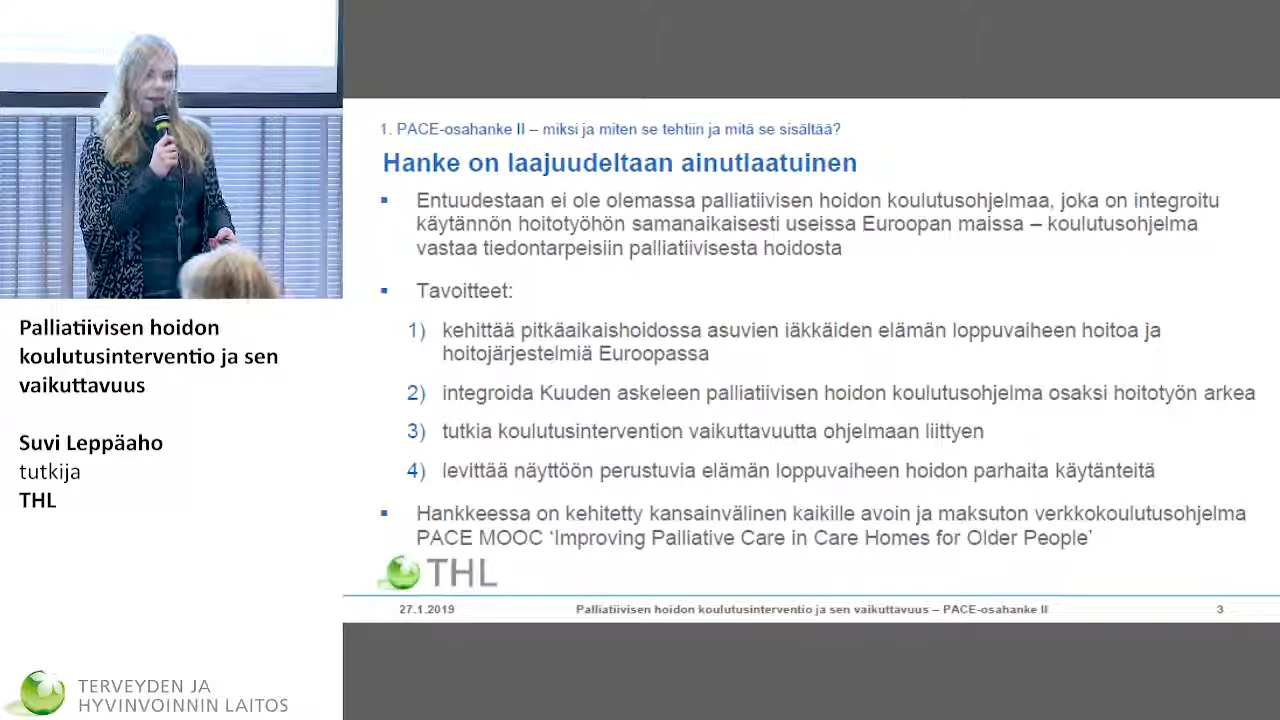 Palliatiivisen hoidon
koulutusinterventio ja sen
vaikuttavuus
Suvi Leppäaho
tutkija
THL
TERVEYDEN JA
HYVINVOINNIN LAITOS
1. PACE-osahanke II – miksi ja miten se tehtiin ja mitä se sisältää?
Hanke on laajuudeltaan ainutlaatuinen
▪ Entuudestaan ei ole olemassa palliatiivisen hoidon koulutusohjelmaa, joka on integroitu
käytännön hoitotyöhön samanaikaisesti useissa Euroopan maissa – koulutusohjelma
vastaa tiedontarpeisiin palliatiivisesta hoidosta
▪ Tavoitteet:
1) kehittää pitkäaikaishoidossa asuvien iäkkäiden elämän loppuvaiheen hoitoa ja
hoitojärjestelmiä Euroopassa
2) integroida Kuuden askeleen palliatiivisen hoidon koulutusohjelma osaksi hoitotyön arkea
3) tutkia koulutusintervention vaikuttavuutta ohjelmaan liittyen
4) levittää näyttöön perustuvia elämän loppuvaiheen hoidon parhaita käytänteitä
▪ Hankkeessa on kehitetty kansainvälinen kaikille avoin ja maksuton verkkokoulutusohjelma
PACE MOOC ‘Improving Palliative Care in Care Homes for Older People’
THL
27.1.2019 Palliatiivisen hoidon koulutusinterventio ja sen vaikuttavuus – PACE-osahanke II 3